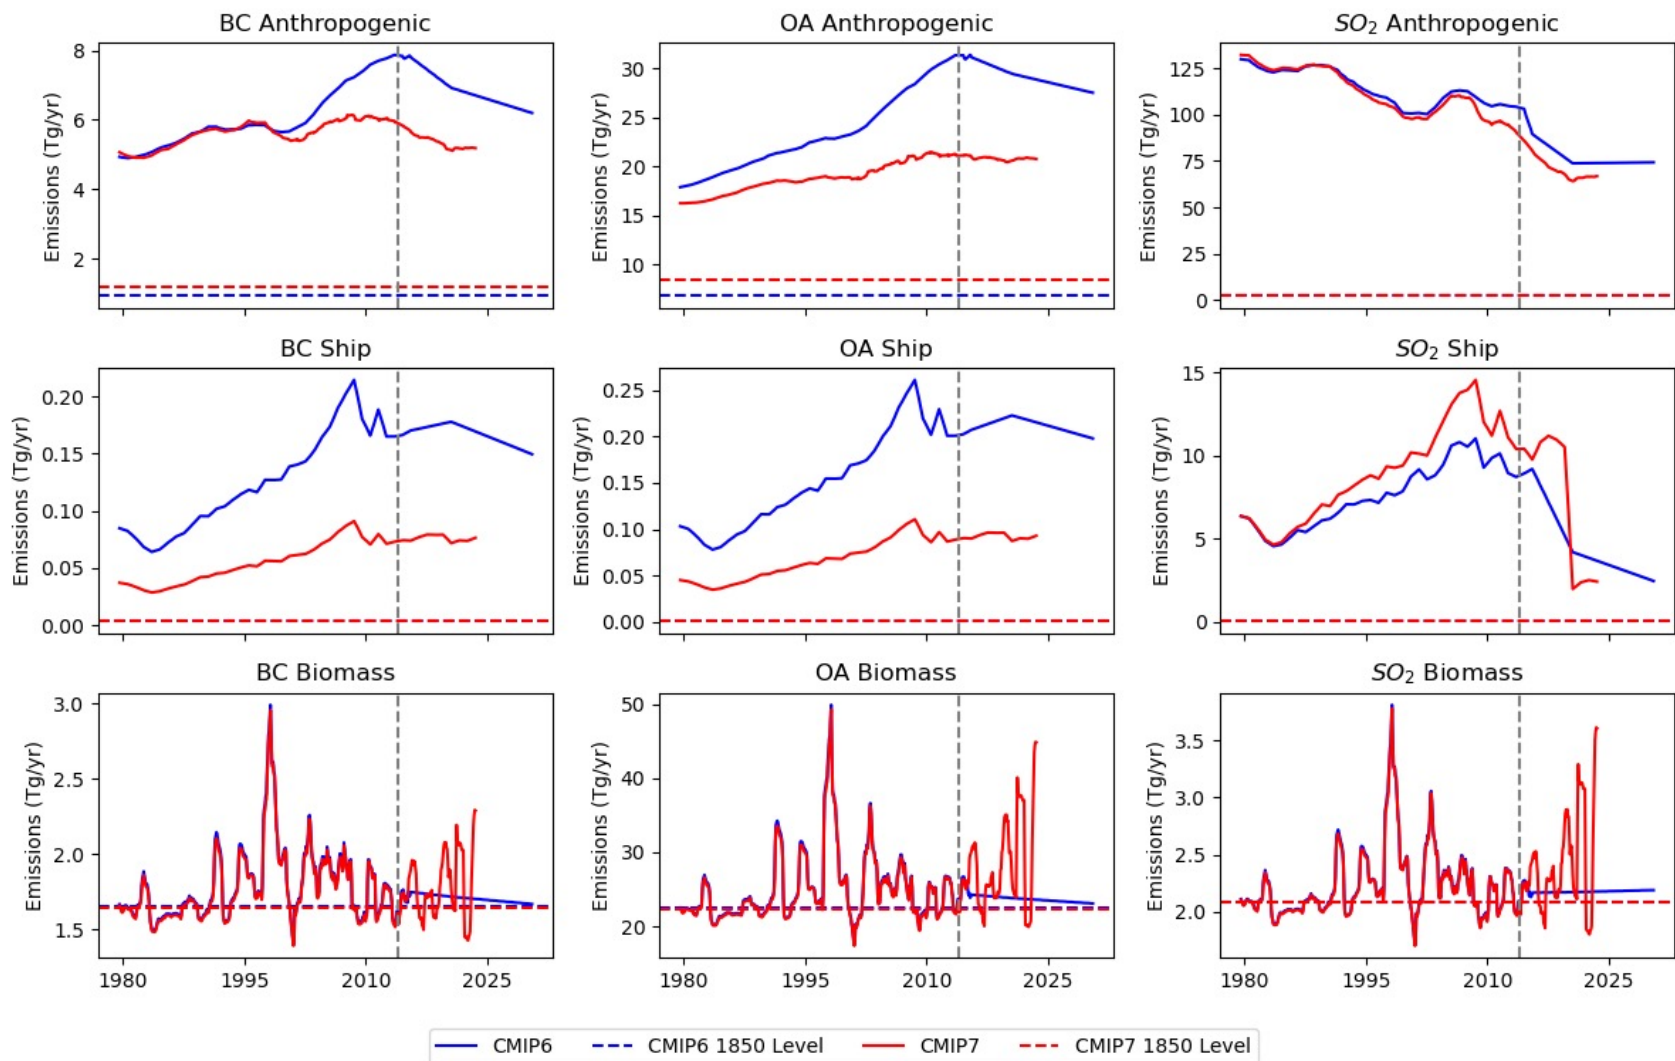 BC Anthropogenic
OA Anthropogenic
SO2 Anthropogenic
Emissions (Tg/yr)
8
6
4
2
Emissions (Tg/yr)
30
25
20
15
10
Emissions (Tg/yr)
125
100
75
50
25
0
BC Ship
OA Ship
SO2 Ship
Emissions (Tg/yr)
0.20
0.15
0.10
0.05
0.00
Emissions (Tg/yr)
0.25
0.20
0.15
0.10
0.05
0.00
Emissions (Tg/yr)
15
10
5
0
BC Biomass
OA Biomass
SO2 Biomass
Emissions (Tg/yr)
3.0
2.5
2.0
1.5
Emissions (Tg/yr)
50
40
30
20
Emissions (Tg/yr)
3.5
3.0
2.5
2.0
1980 1995 2010 2025
1980 1995 2010 2025
1980 1995 2010 2025
CMIP6 CMIP6 1850 Level CMIP7 CMIP7 1850 Level